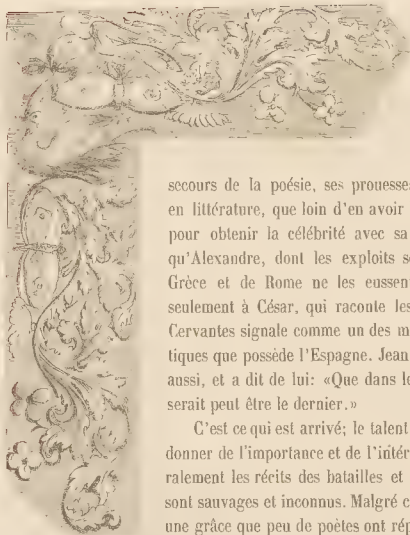 secours de la poésie, ses prouesses
en littérature, que loin d'en avoir
pour obtenir la célébrité avec sa
qu'Alexandre, dont les exploits
Grèce et de Rome ne les eussent
seulement à César, qui raconte les
Cervantes signale comme un des
tiques que possède l'Espagne. Jean
aussi, et a dit de lui: «Que dans
serait peut être le dernier.»
C'est ce qui est arrivé; le talent
donner de l'importance et de l'intér
ralement les récits des batailles et
sont sauvages et inconnus. Malgré
une grâce que peu de poètes ont